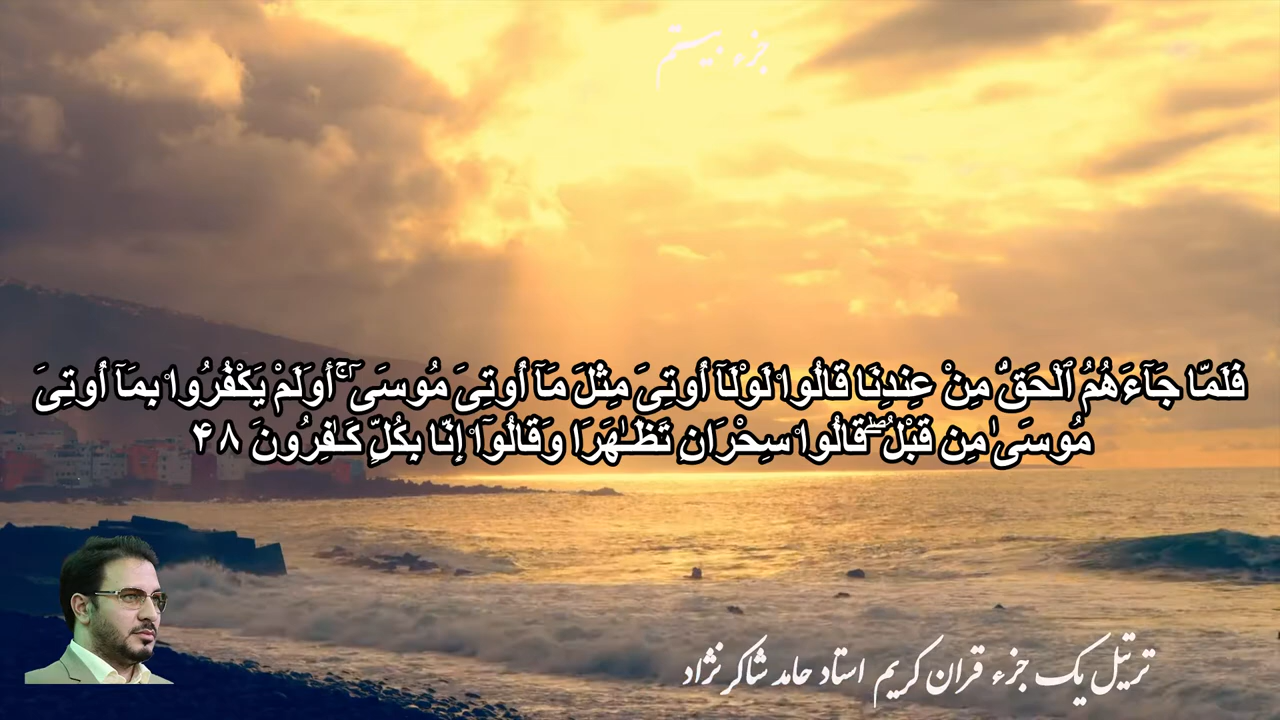 جزء بیستم
فَلَمَّا جَآءَهُمُ ٱلْحَقُّ مِنْ عِندِنَا قَالُوا۟ لَوْلَآ أُوتِىَ مِثْلَ مَآ أُوتِىَ مُوسَىٰٓ ۚ أَوَلَمْ يَكْفُرُوا۟ بِمَآ أُوتِىَ
مُوسَىٰ مِن قَبْلُ ۖ قَالُوا۟ سِحْرَانِ تَظَـٰهَرَا وَقَالُوٓا۟ إِنَّا بِكُلٍّ كَـٰفِرُونَ ۴۸
ترتیل یک جزء قران کریم استاد حامد شاکرنژاد